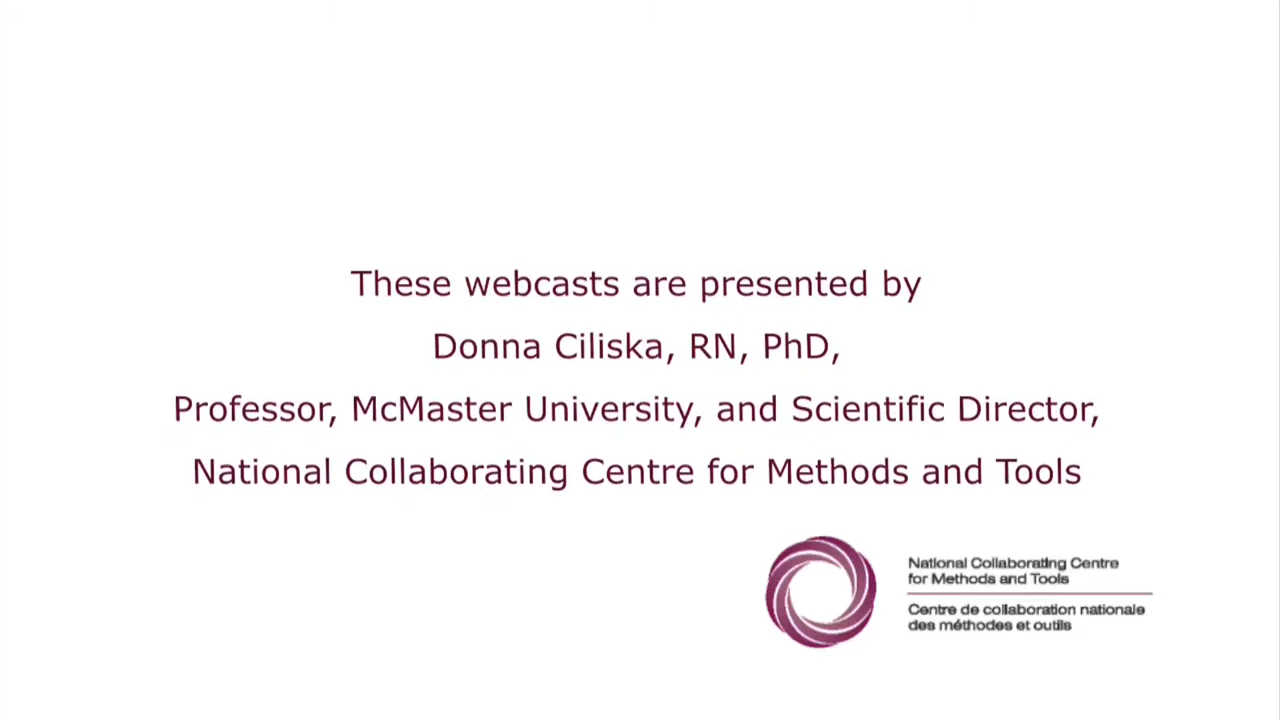 These webcasts are presented by
Donna Ciliska, RN, PhD,
Professor, McMaster University, and Scientific Director,
National Collaborating Centre for Methods and Tools
National Collaborating Centre
for Methods and Tools
Centre de collaboration nationale
des méthodes et outils